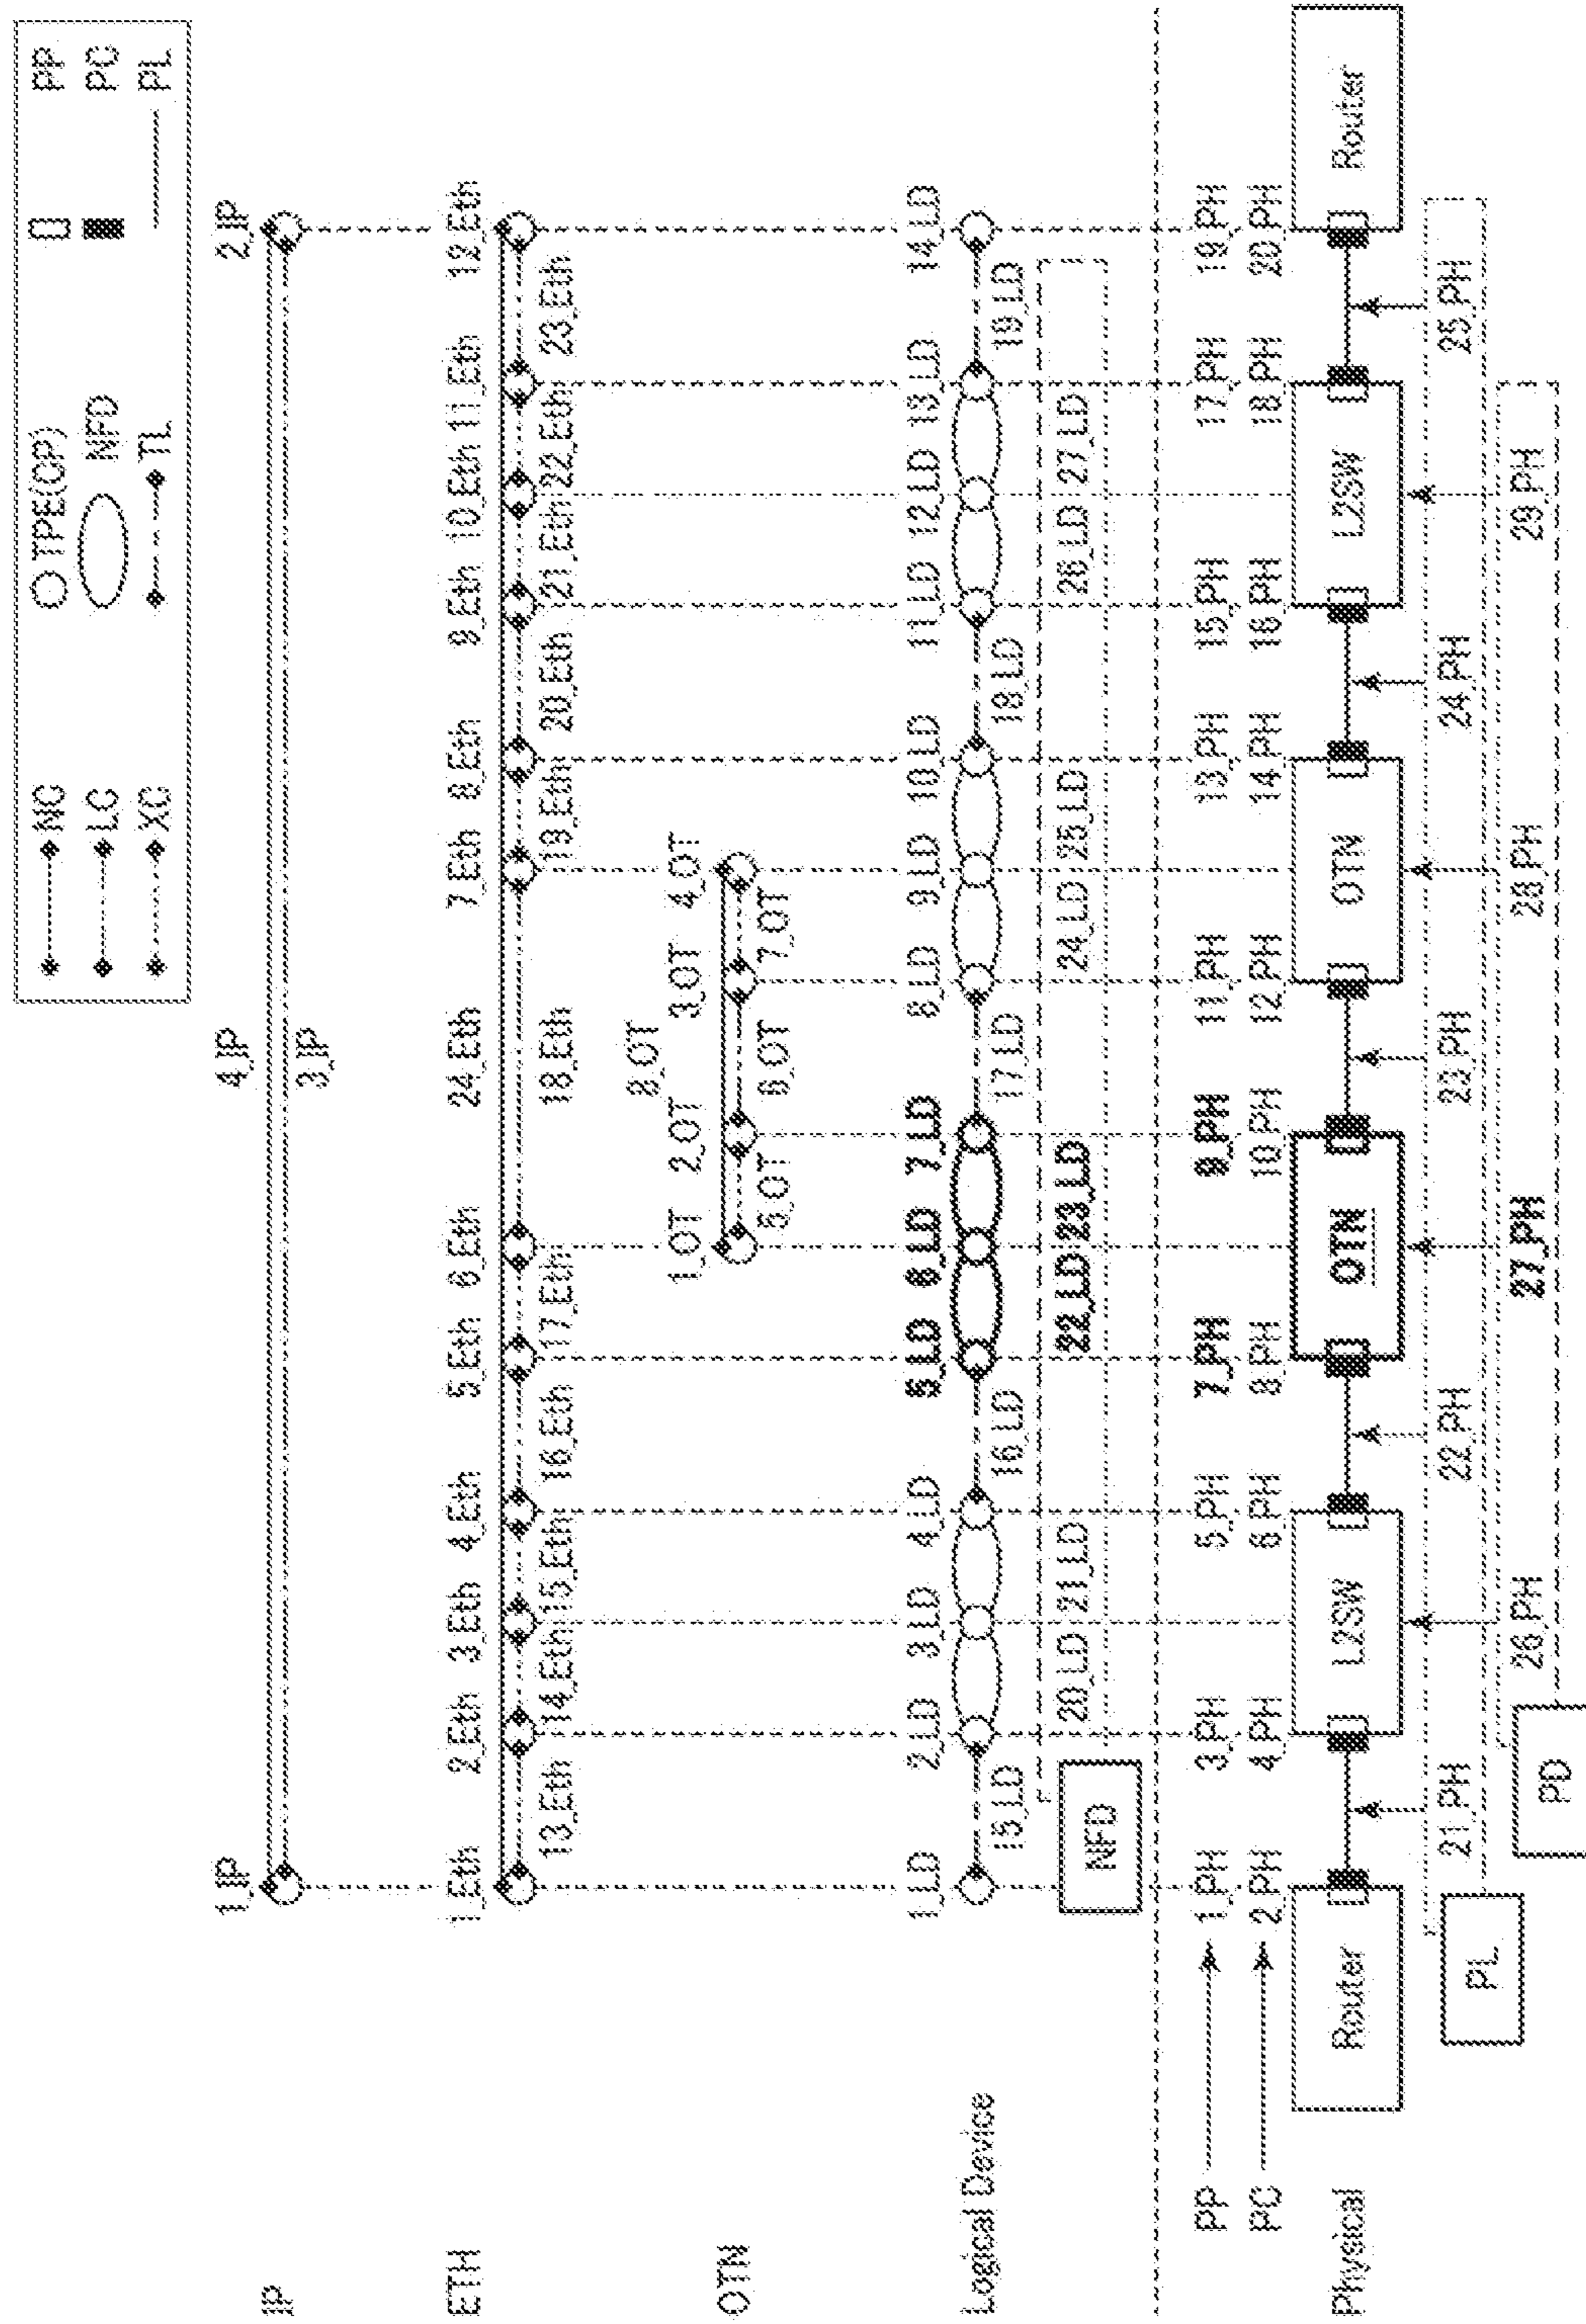 NC
TPE(CP)
PP
LC
NFD
PC
XC
TL
PL
IP
1_IP
4_IP
2_IP
3_IP
ETH
1_Eth 2_Eth 3_Eth 4_Eth 5_Eth 6_Eth 24_Eth 7_Eth 8_Eth 9_Eth 10_Eth 11_Eth 12_Eth
13_Eth 14_Eth 15_Eth 16_Eth 17_Eth 18_Eth 19_Eth 20_Eth 21_Eth 22_Eth 23_Eth
8_OT
OTN
1_OT 2_OT 3_OT 4_OT
5_OT 6_OT 7_OT
Logical Device
1_LD 2_LD 3_LD 4_LD 5_LD 6_LD 7_LD 8_LD 9_LD 10_LD 11_LD 12_LD 13_LD 14_LD
15_LD 16_LD 17_LD 18_LD 19_LD
NFD
20_LD 21_LD 22_LD 23_LD 24_LD 25_LD 26_LD 27_LD
PP 1_PH 3_PH 5_PH 7_PH 9_PH 11_PH 13_PH 15_PH 17_PH 19_PH
PC 2_PH 4_PH 6_PH 8_PH 10_PH 12_PH 14_PH 16_PH 18_PH 20_PH
Physical
Router L2SW OTN OTN L2SW Router
PL
21_PH 22_PH 23_PH 24_PH 25_PH
PD
26_PH 27_PH 28_PH 29_PH